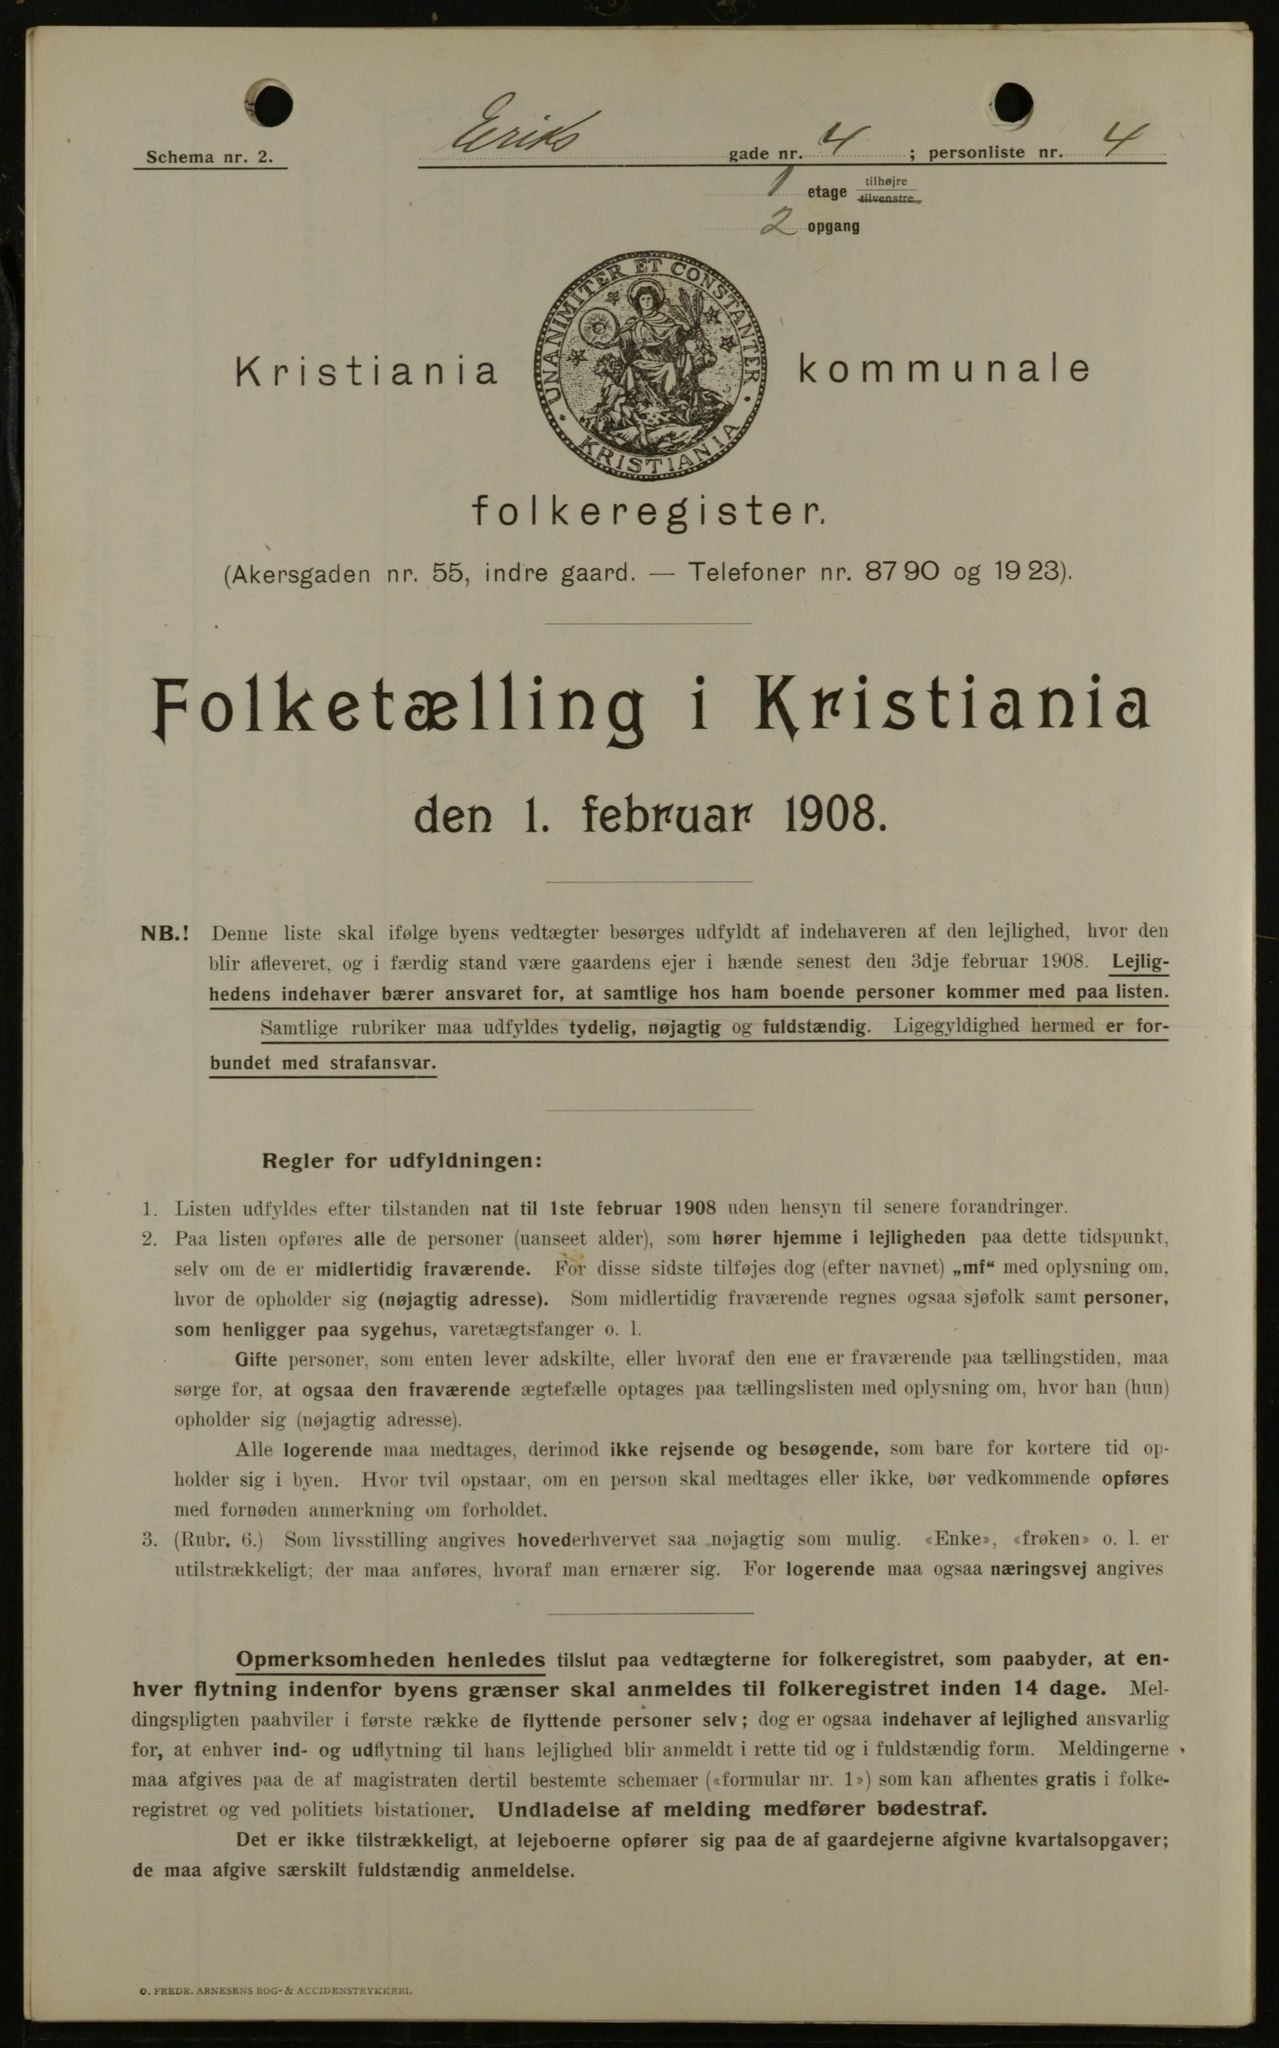 Schema nr. 2.
Eriks gade nr. 4 ; personliste nr. 4
1 etage tilhøjre tilvenstre
2 opgang
UNANIMITER ET CONSTANTER
KRISTIANIA
Kristiania kommunale
folkeregister.
(Akersgaden nr. 55, indre gaard. — Telefoner nr. 87 90 og 19 23).
Folketælling i Kristiania
den 1. februar 1908.
NB.! Denne liste skal ifølge byens vedtægter besørges udfyldt af indehaveren af den lejlighed, hvor den
blir afleveret, og i færdig stand være gaardens ejer i hænde senest den 3dje februar 1908. Lejlig-
hedens indehaver bærer ansvaret for, at samtlige hos ham boende personer kommer med paa listen.
Samtlige rubriker maa udfyldes tydelig, nøjagtig og fuldstændig. Ligegyldighed hermed er for-
bundet med strafansvar.
Regler for udfyldningen:
1. Listen udfyldes efter tilstanden nat til 1ste februar 1908 uden hensyn til senere forandringer.
2. Paa listen opføres alle de personer (uanseet alder), som hører hjemme i lejligheden paa dette tidspunkt,
selv om de er midlertidig fraværende. For disse sidste tilføjes dog (efter navnet) „mf“ med oplysning om,
hvor de opholder sig (nøjagtig adresse). Som midlertidig fraværende regnes ogsaa sjøfolk samt personer,
som henligger paa sygehus, varetægtsfanger o. l.
Gifte personer, som enten lever adskilte, eller hvoraf den ene er fraværende paa tællingstiden, maa
sørge for, at ogsaa den fraværende ægtefælle optages paa tællingslisten med oplysning om, hvor han (hun)
opholder sig (nøjagtig adresse).
Alle logerende maa medtages, derimod ikke rejsende og besøgende, som bare for kortere tid op-
holder sig i byen. Hvor tvil opstaar, om en person skal medtages eller ikke, bør vedkommende opføres
med fornøden anmerkning om forholdet.
3. (Rubr. 6.) Som livsstilling angives hovederhvervet saa nøjagtig som mulig. «Enke», «frøken» o. l. er
utilstrækkeligt; der maa anføres, hvoraf man ernærer sig. For logerende maa ogsaa næringsvej angives
Opmerksomheden henledes tilslut paa vedtægterne for folkeregistret, som paabyder, at en-
hver flytning indenfor byens grænser skal anmeldes til folkeregistret inden 14 dage. Mel-
dingspligten paahviler i første række de flyttende personer selv; dog er ogsaa indehaver af lejlighed ansvarlig
for, at enhver ind- og udflytning til hans lejlighed blir anmeldt i rette tid og i fuldstændig form. Meldingerne
maa afgives paa de af magistraten dertil bestemte schemaer («formular nr. 1») som kan afhentes gratis i folke-
registret og ved politiets bistationer. Undladelse af melding medfører bødestraf.
Det er ikke tilstrækkeligt, at lejeboerne opfører sig paa de af gaardejerne afgivne kvartalsopgaver;
de maa afgive særskilt fuldstændig anmeldelse.
O. FREDR. ARNESENS BOG- & ACCIDENSTRYKKERI.